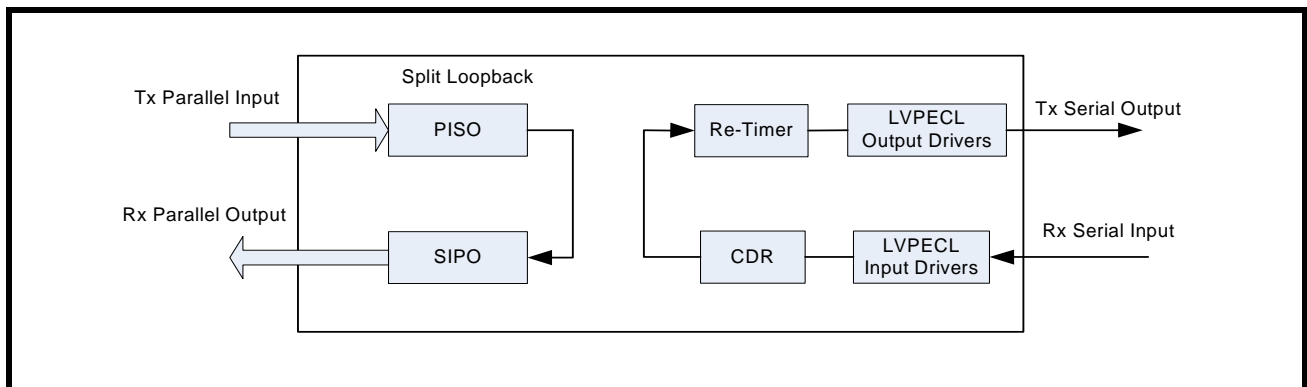 Split Loopback
Tx Parallel Input
PISO
Re-Timer
LVPECL
Output Drivers
Tx Serial Output
Rx Parallel Output
SIPO
CDR
LVPECL
Input Drivers
Rx Serial Input